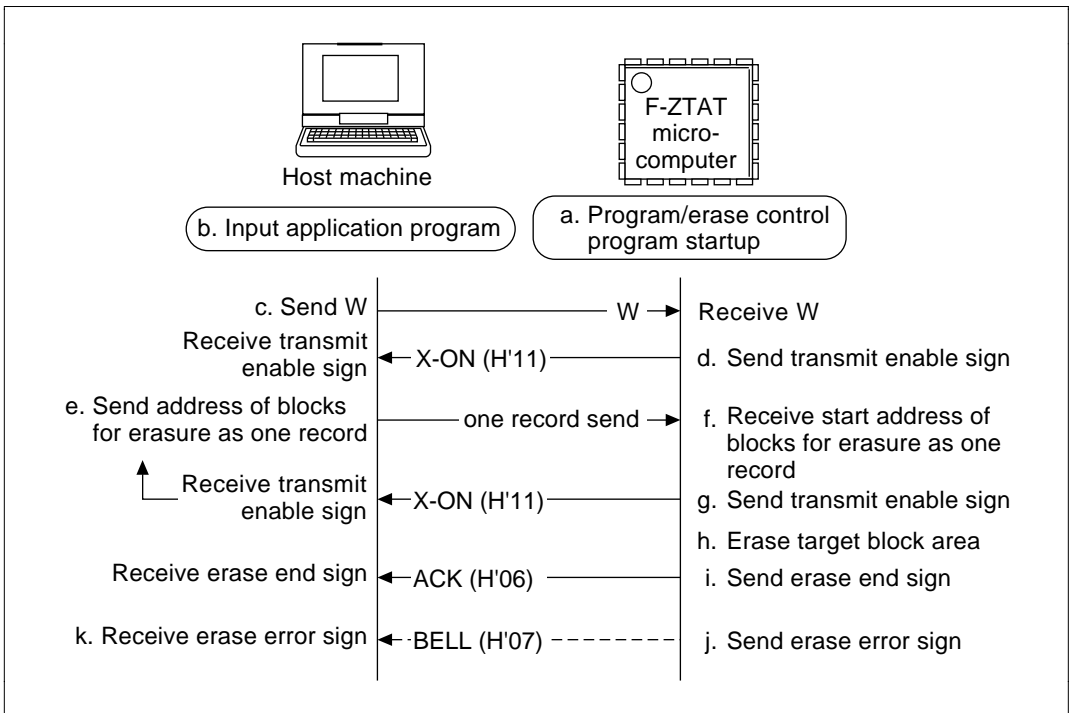 F-ZTAT
micro-
computer
Host machine
b. Input application program
a. Program/erase control
program startup
c. Send W
W
Receive W
Receive transmit
enable sign
X-ON (H'11)
d. Send transmit enable sign
e. Send address of blocks
for erasure as one record
one record send
f. Receive start address of
blocks for erasure as one
record
Receive transmit
enable sign
X-ON (H'11)
g. Send transmit enable sign
h. Erase target block area
Receive erase end sign
ACK (H'06)
i. Send erase end sign
k. Receive erase error sign
BELL (H'07)
j. Send erase error sign